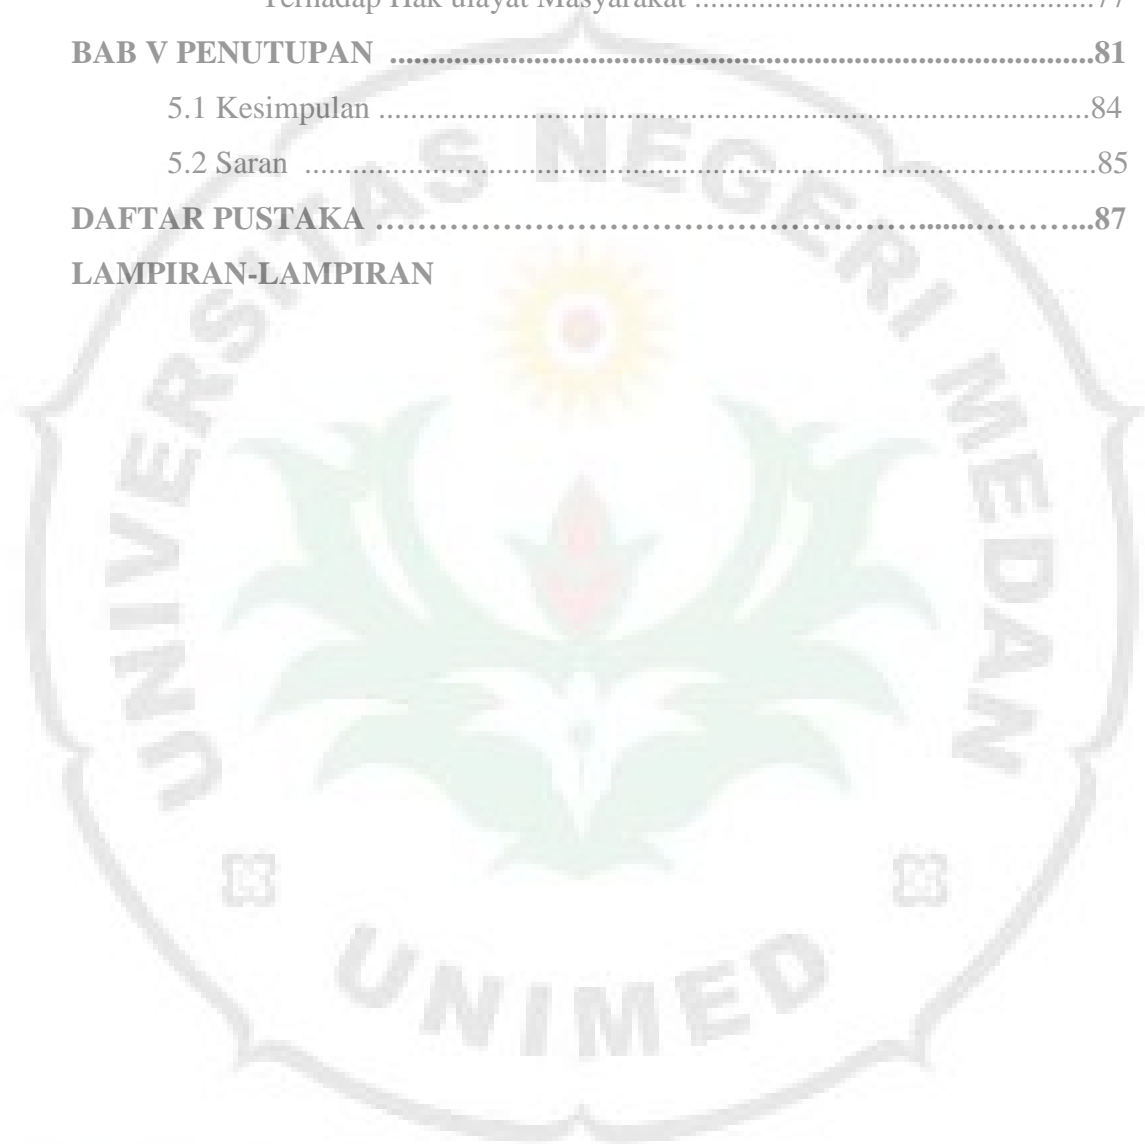 Terhadap Hak ulayat Masyarakat ...................................................77
BAB V PENUTUPAN .........................................................................................81
5.1 Kesimpulan ...........................................................................................84
5.2 Saran .....................................................................................................85
DAFTAR PUSTAKA ……………………………………………….......………...87
LAMPIRAN-LAMPIRAN
UNIVERSITAS NEGERI MEDAN
UNIMED